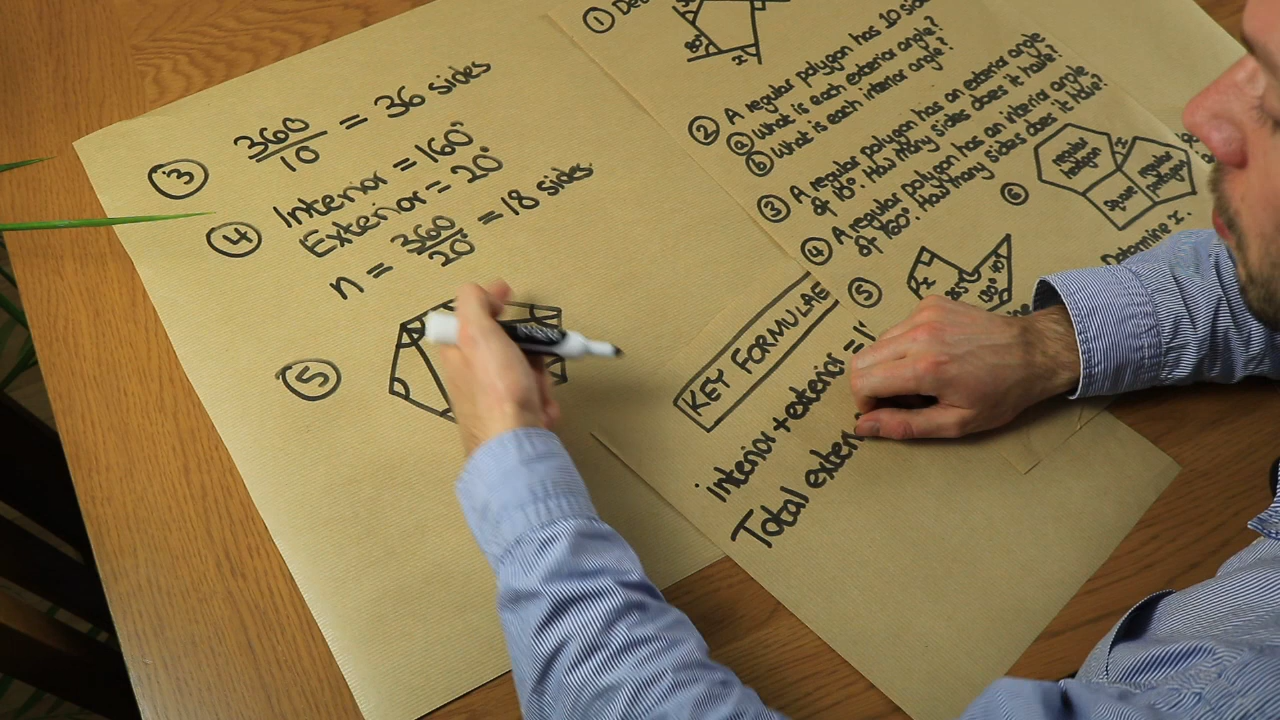 ③ 360/10 = 36 sides
④ Interior = 160°
Exterior = 20°
n = 360/20° = 18 sides.
⑤
①
80°
x
② A regular polygon has 10
ⓐ What is each exterior angle?
ⓑ What is each interior angle?
③ A regular polygon has an exterior angle
of 10°. How many sides does it have?
④ A regular polygon has an interior angle
of 160°. How many sides does it have?
⑤
x
130°
⑥
regular hexagon
x
square
regular pentagon
Determine x.
KEY FORMULAE
interior + exterior =
Total